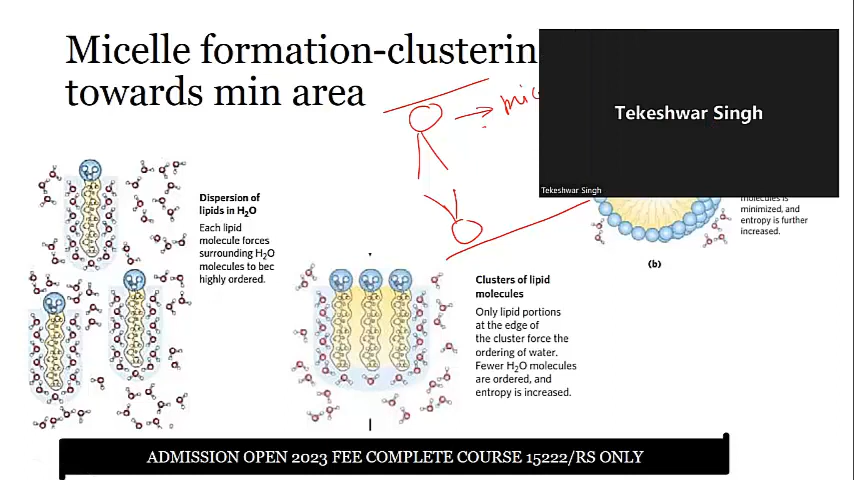 Micelle formation-clusterin
towards min area
Tekeshwar Singh
Tekeshwar Singh
Dispersion of
lipids in H₂O
Each lipid
molecule forces
surrounding H₂O
molecules to bec
highly ordered.
molecules is
minimized, and
entropy is further
increased.
(b)
Clusters of lipid
molecules
Only lipid portions
at the edge of
the cluster force the
ordering of water.
Fewer H₂O molecules
are ordered, and
entropy is increased.
ADMISSION OPEN 2023 FEE COMPLETE COURSE 15222/RS ONLY